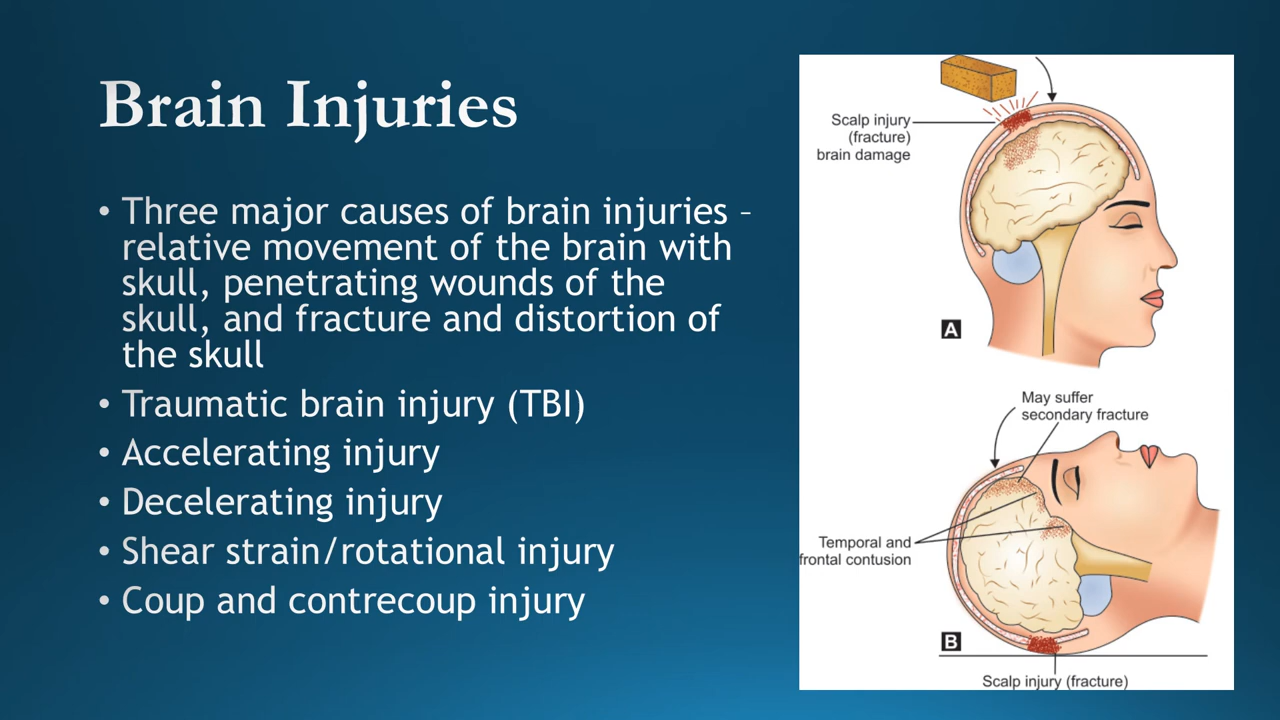 Brain Injuries
• Three major causes of brain injuries –
relative movement of the brain with
skull, penetrating wounds of the
skull, and fracture and distortion of
the skull
• Traumatic brain injury (TBI)
• Accelerating injury
• Decelerating injury
• Shear strain/rotational injury
• Coup and contrecoup injury
Scalp injury
(fracture)
brain damage
A
May suffer
secondary fracture
Temporal and
frontal contusion
B
Scalp injury (fracture)